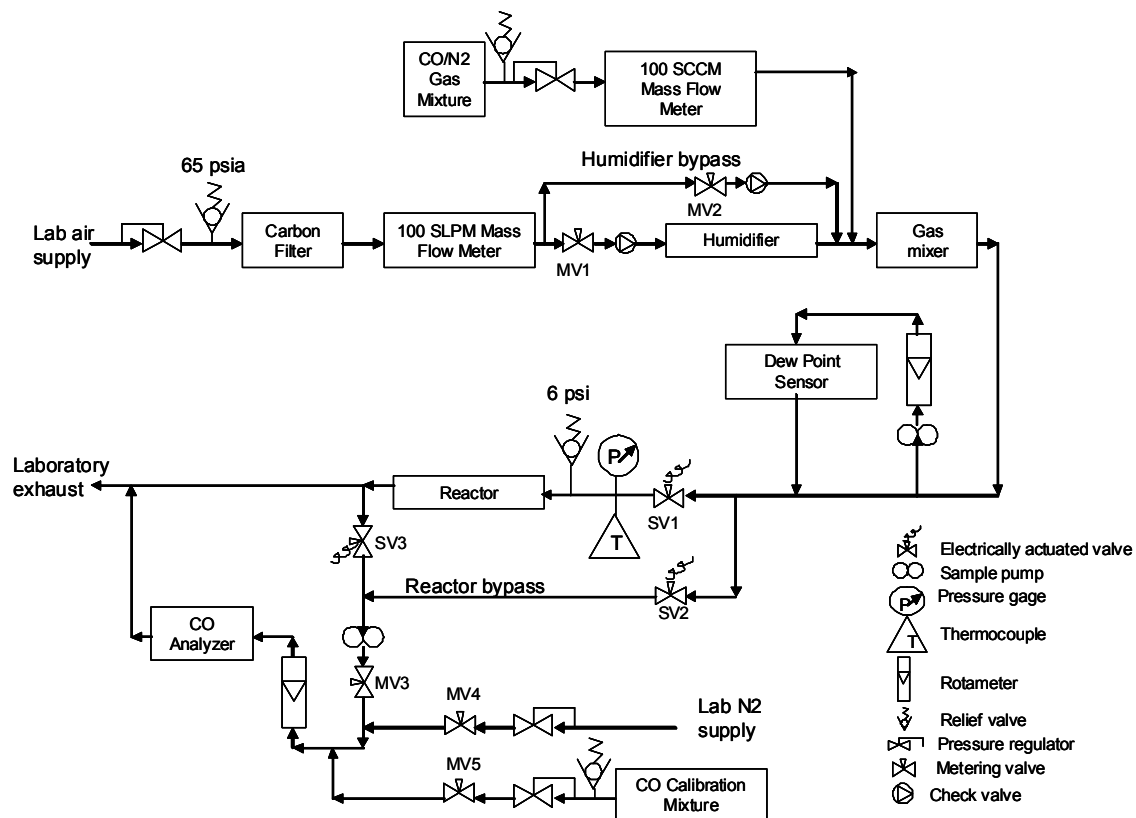 CO/N2
Gas
Mixture
100 SCCM
Mass Flow
Meter
65 psia
Humidifier bypass
MV2
Lab air
supply
Carbon
Filter
100 SLPM Mass
Flow Meter
MV1
Humidifier
Gas
mixer
Dew Point
Sensor
6 psi
P
Laboratory
exhaust
Reactor
SV1
T
SV3
Reactor bypass
SV2
CO
Analyzer
MV3
MV4
Lab N2
supply
MV5
CO Calibration
Mixture
Electrically actuated valve
Sample pump
Pressure gage
P
Thermocouple
T
Rotameter
Relief valve
Pressure regulator
Metering valve
Check valve